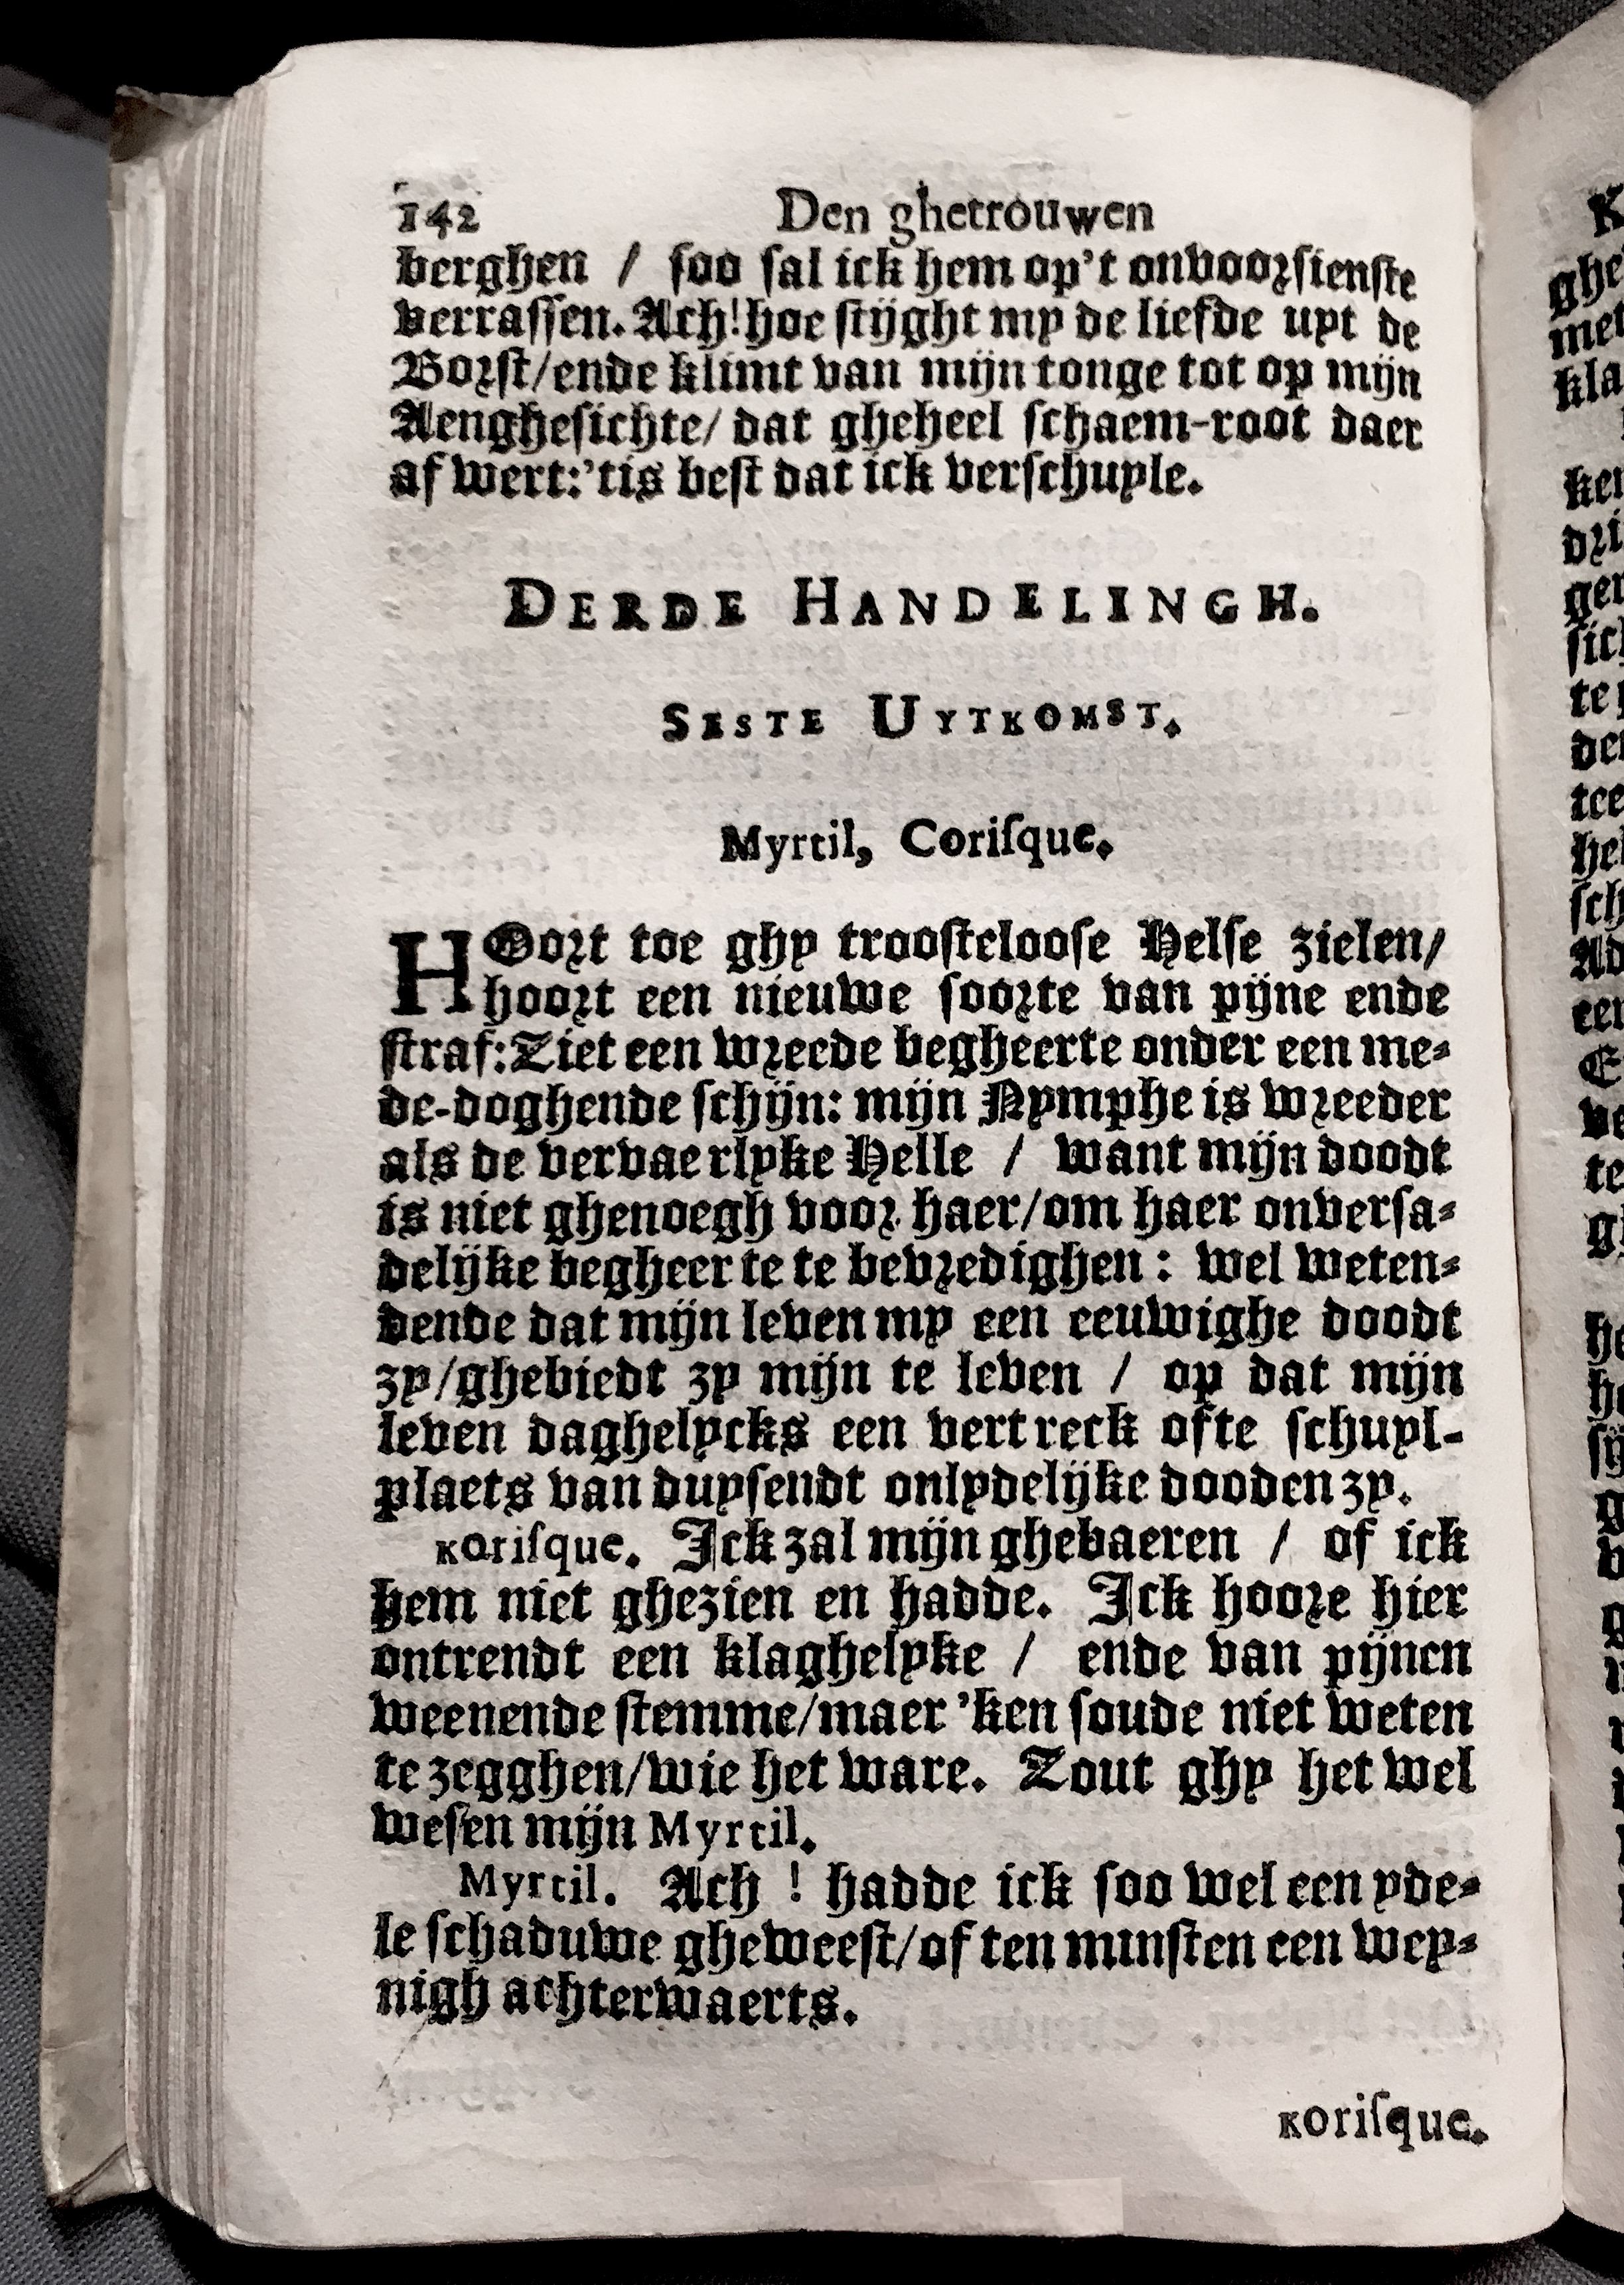 142 Den ghetrouwen
berghen / soo sal ick hem op't onvoorsienste
verrassen. Ach! hoe stijght my de liefde uyt de
Borst/ende klimt van mijn tonge tot op mijn
Aenghesichte/ dat gheheel schaem-root daer
af wert:'tis best dat ick verschuyle.
DERDE HANDELINGH.
SESTE UYTKOMST.
Myrtil, Corisque.
HOort toe ghy troosteloose Helse zielen/
hoort een nieuwe soorte van pijne ende
straf: Ziet een wreede begheerte onder een me-
de-doghende schijn: mijn Nymphe is wreeder
als de vervaerlyke Helle / want mijn doodt
is niet ghenoegh voor haer/om haer onversa-
delijke begheerte te bevredighen : wel weten-
dende dat mijn leven my een eeuwighe doodt
zy/ghebiedt zy mijn te leven / op dat mijn
leven daghelycks een vertreck ofte schuyl-
plaets van duysendt onlydelijke dooden zy.
Korisque. Ick zal mijn ghebaeren / of ick
hem niet ghezien en hadde. Ick hoore hier
ontrendt een klaghelyke / ende van pijnen
weenende stemme/maer 'ken soude niet weten
te zegghen/wie het ware. Zout ghy het wel
wesen mijn Myrtil.
Myrtil. Ach ! hadde ick soo wel een yde-
le schaduwe gheweest/of ten minsten een wey-
nigh achterwaerts.
Korisque.